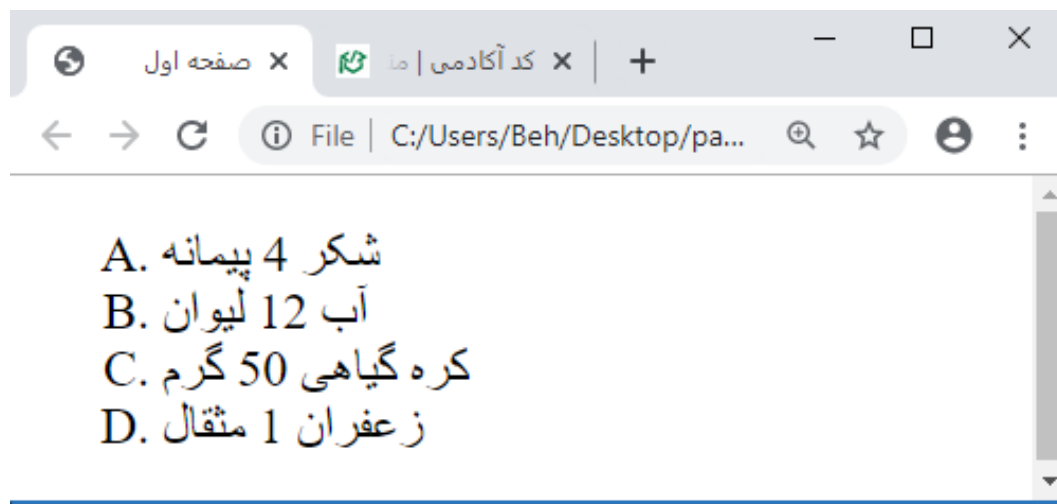 صفحه اول
کد آکادمی | من
File | C:/Users/Beh/Desktop/pa...
A. شکر 4 پیمانه
B. آب 12 لیوان
C. کره گیاهی 50 گرم
D. زعفران 1 مثقال